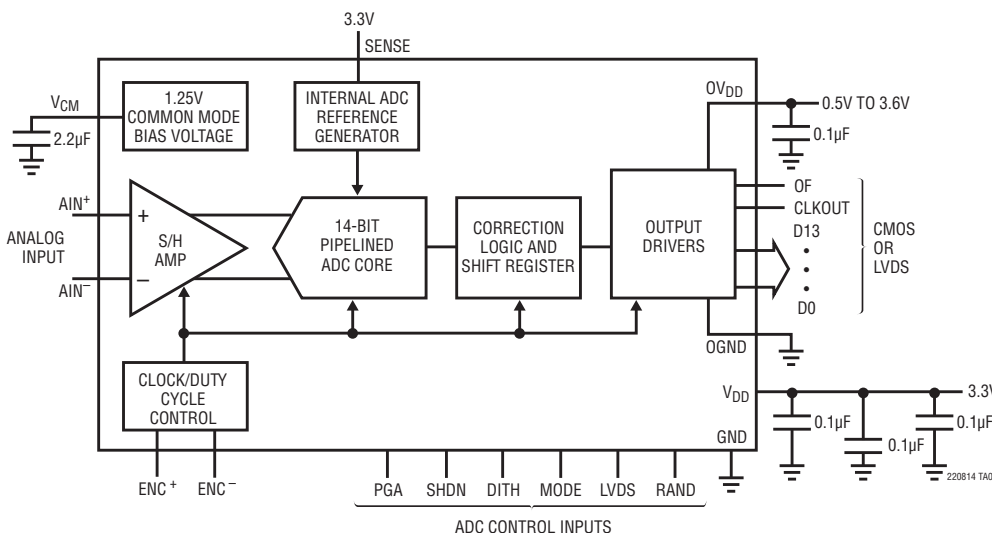 3.3V
SENSE
VCM
1.25V
COMMON MODE
BIAS VOLTAGE
2.2µF
INTERNAL ADC
REFERENCE
GENERATOR
OVDD
0.5V TO 3.6V
0.1µF
AIN+
ANALOG
INPUT
AIN−
+
S/H
AMP
−
14-BIT
PIPELINED
ADC CORE
CORRECTION
LOGIC AND
SHIFT REGISTER
OUTPUT
DRIVERS
OF
CLKOUT
D13
•
•
•
D0
CMOS
OR
LVDS
OGND
CLOCK/DUTY
CYCLE
CONTROL
VDD
3.3V
0.1µF
0.1µF
0.1µF
GND
ENC +
ENC −
PGA
SHDN
DITH
MODE
LVDS
RAND
ADC CONTROL INPUTS
220814 TA0